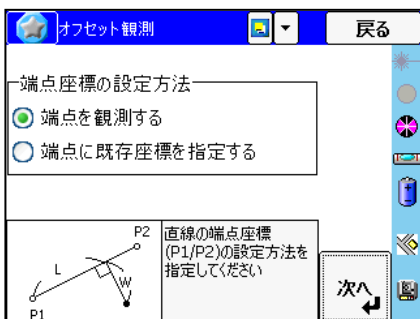 オフセット観測
戻る
端点座標の設定方法
端点を観測する
端点に既存座標を指定する
P2
L
W
P1
直線の端点座標
(P1/P2)の設定方法を
指定してください
次へ